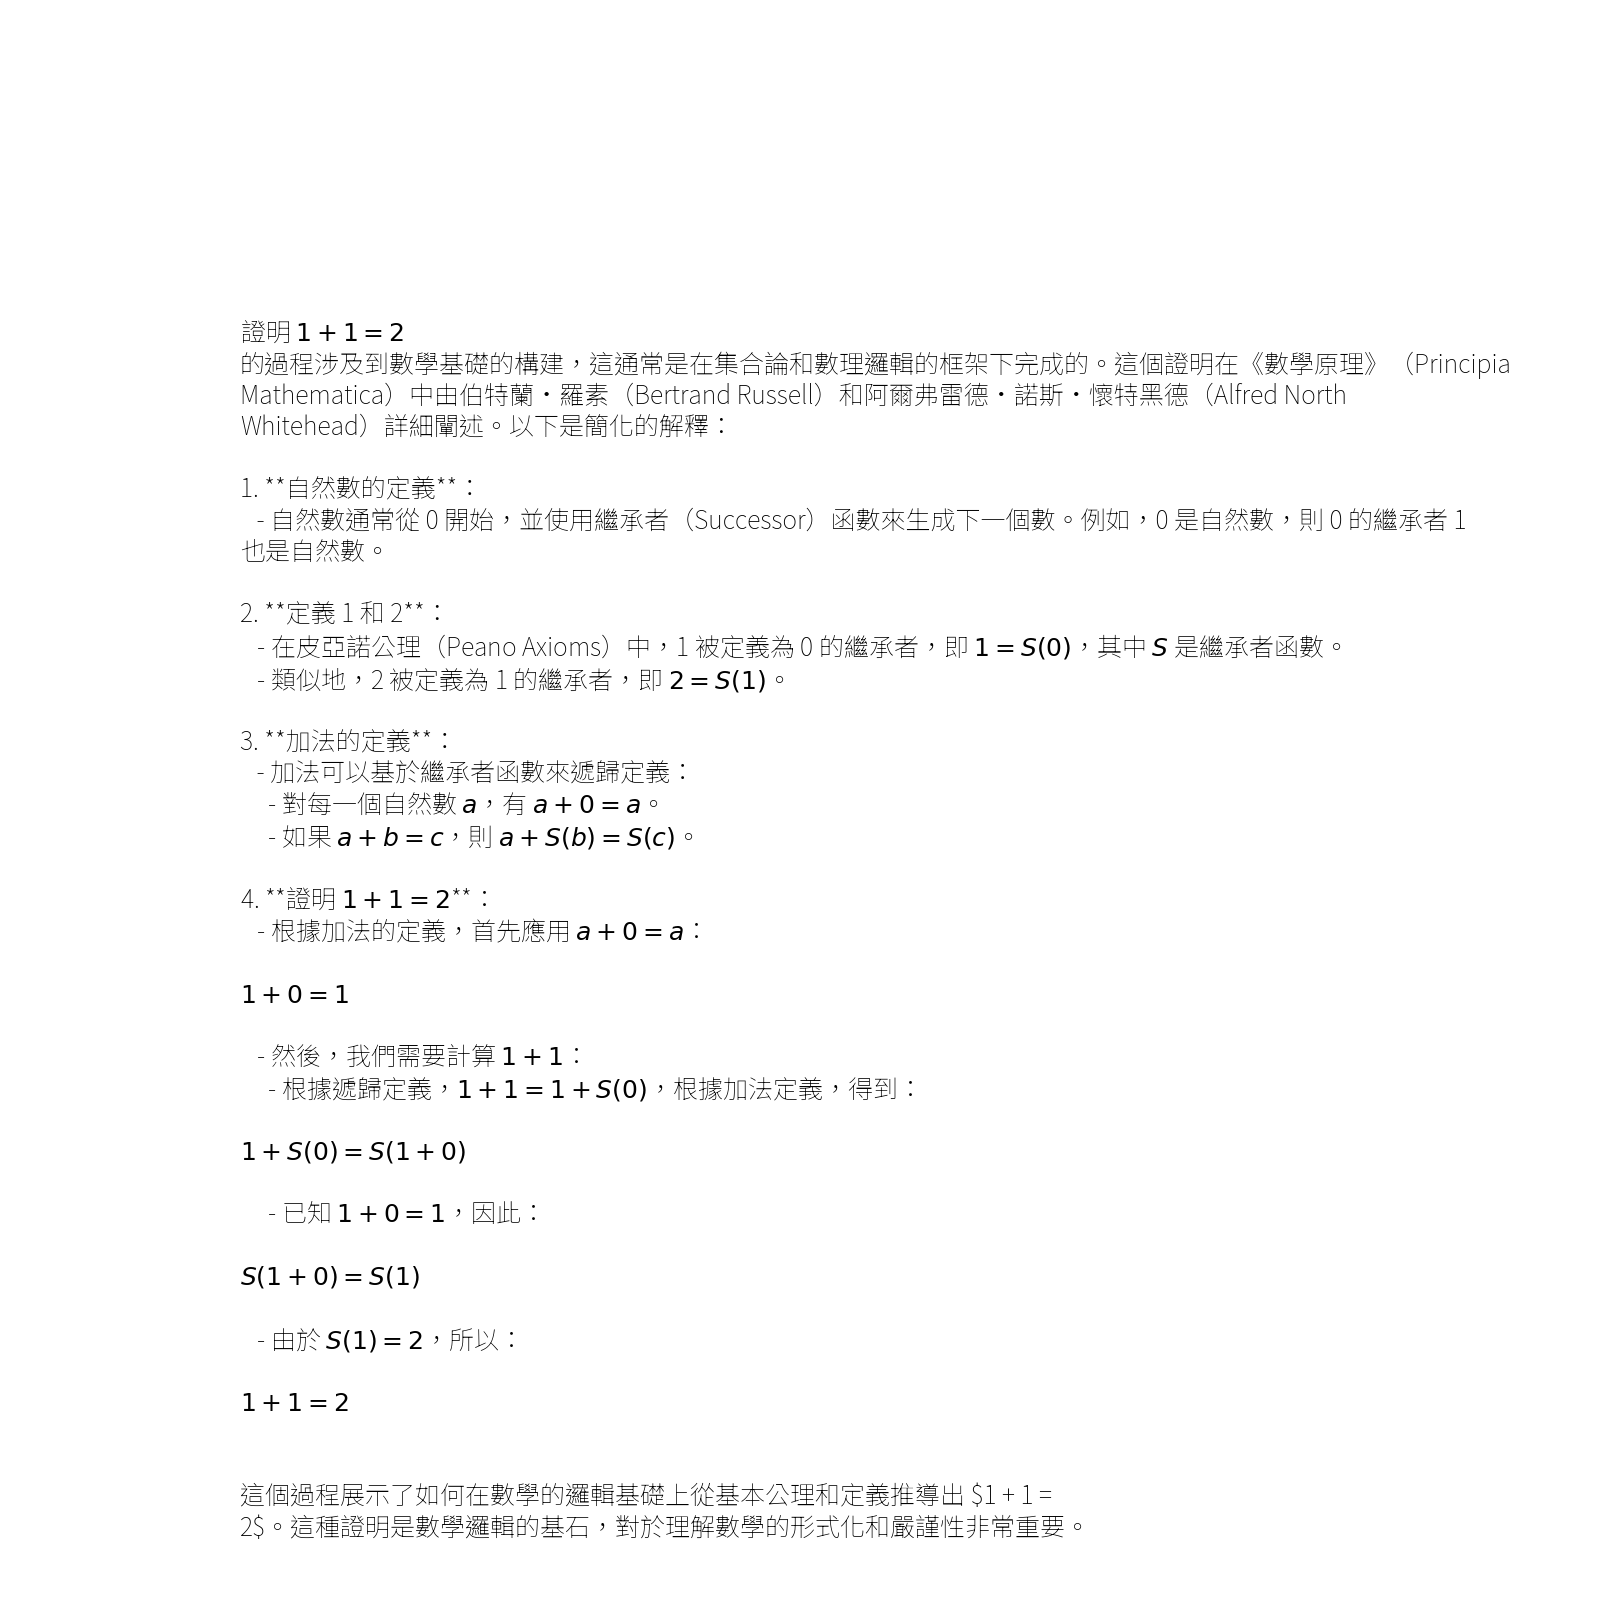 證明 1 + 1 = 2
的過程涉及到數學基礎的構建，這通常是在集合論和數理邏輯的框架下完成的。這個證明在《數學原理》（Principia
Mathematica）中由伯特蘭・羅素（Bertrand Russell）和阿爾弗雷德・諾斯・懷特黑德（Alfred North
Whitehead）詳細闡述。以下是簡化的解釋：
1. **自然數的定義**：
- 自然數通常從 0 開始，並使用繼承者（Successor）函數來生成下一個數。例如，0 是自然數，則 0 的繼承者 1
也是自然數。
2. **定義 1 和 2**：
- 在皮亞諾公理（Peano Axioms）中，1 被定義為 0 的繼承者，即 1 = S(0)，其中 S 是繼承者函數。
- 類似地，2 被定義為 1 的繼承者，即 2 = S(1)。
3. **加法的定義**：
- 加法可以基於繼承者函數來遞歸定義：
- 對每一個自然數 a，有 a + 0 = a。
- 如果 a + b = c，則 a + S(b) = S(c)。
4. **證明 1 + 1 = 2**：
- 根據加法的定義，首先應用 a + 0 = a：
1 + 0 = 1
- 然後，我們需要計算 1 + 1：
- 根據遞歸定義，1 + 1 = 1 + S(0)，根據加法定義，得到：
1 + S(0) = S(1 + 0)
- 已知 1 + 0 = 1，因此：
S(1 + 0) = S(1)
- 由於 S(1) = 2，所以：
1 + 1 = 2
這個過程展示了如何在數學的邏輯基礎上從基本公理和定義推導出 $1 + 1 =
2$。這種證明是數學邏輯的基石，對於理解數學的形式化和嚴謹性非常重要。